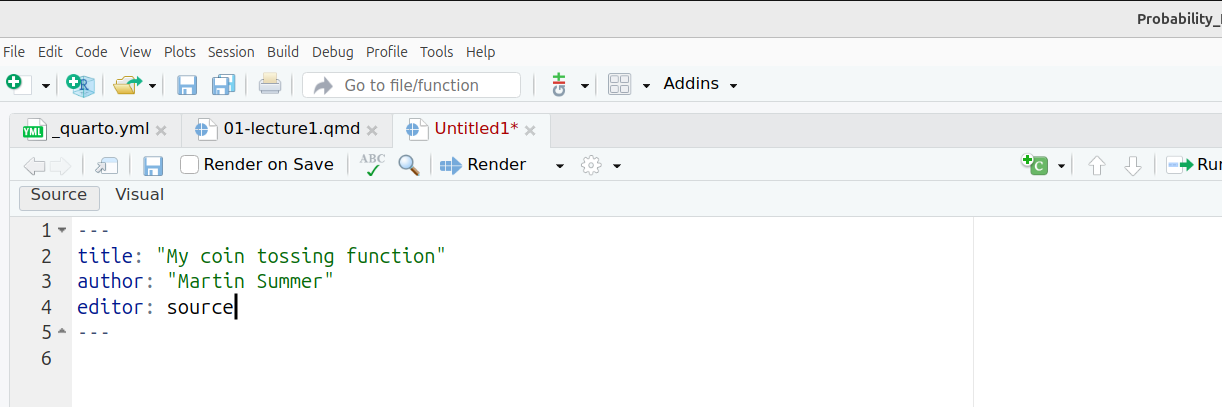 Probability_
File Edit Code View Plots Session Build Debug Profile Tools Help
Go to file/function Addins
_quarto.yml 01-lecture1.qmd Untitled1*
Render on Save ABC Render Run
Source Visual
1 ---
2 title: "My coin tossing function"
3 author: "Martin Summer"
4 editor: source
5 ---
6